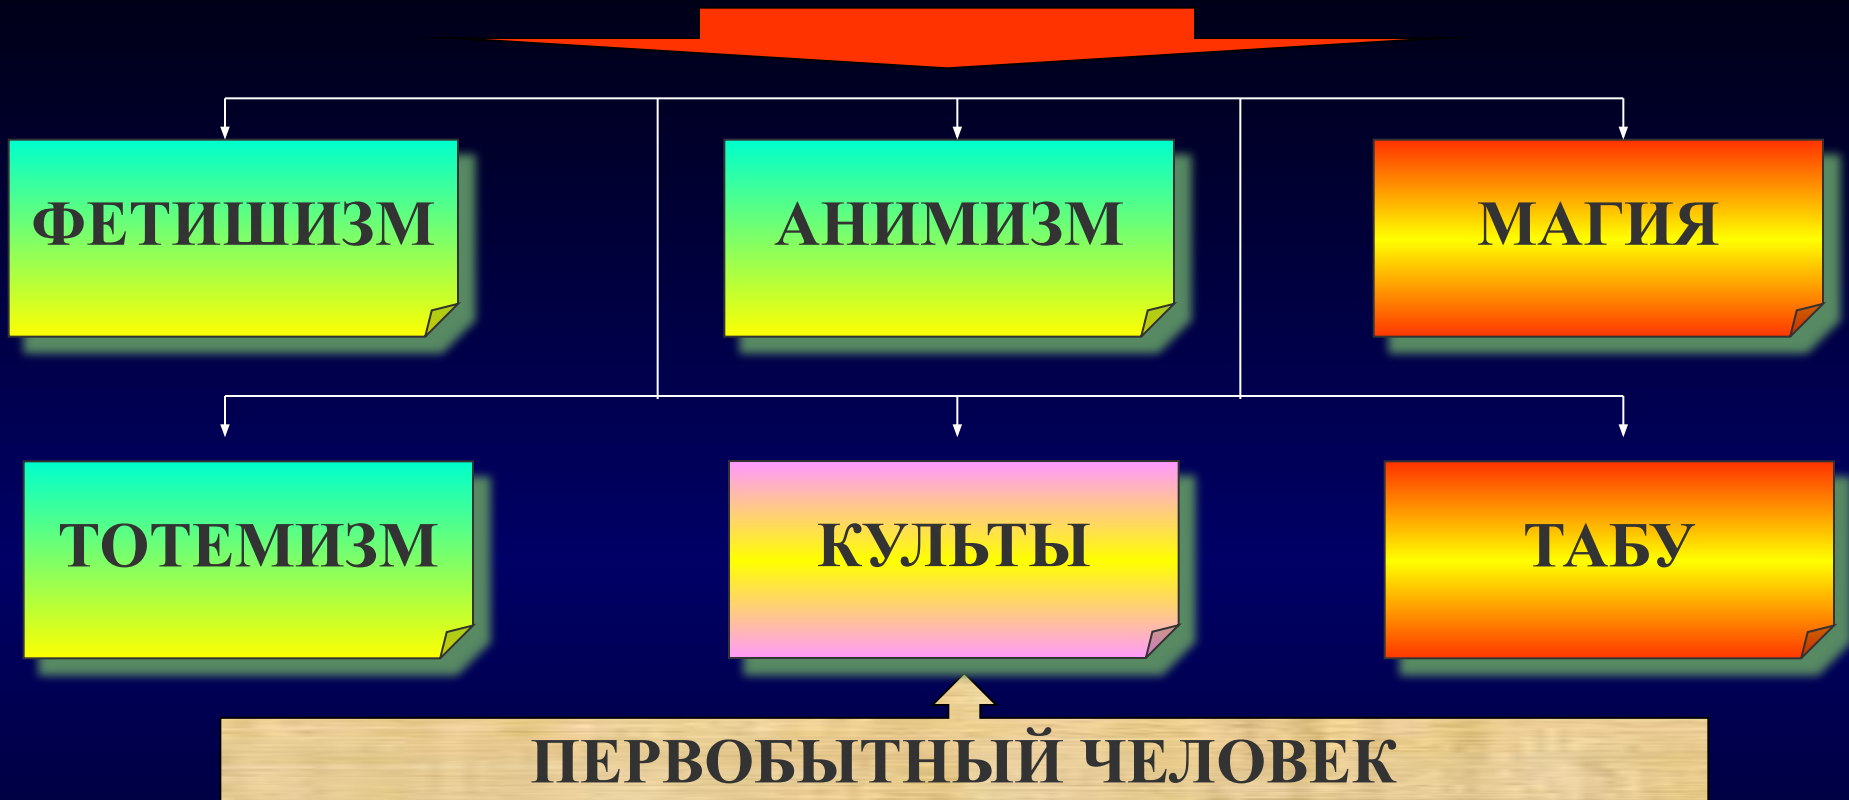 ФЕТИШИЗМ
АНИМИЗМ
МАГИЯ
ТОТЕМИЗМ
КУЛЬТЫ
ТАБУ
ПЕРВОБЫТНЫЙ ЧЕЛОВЕК